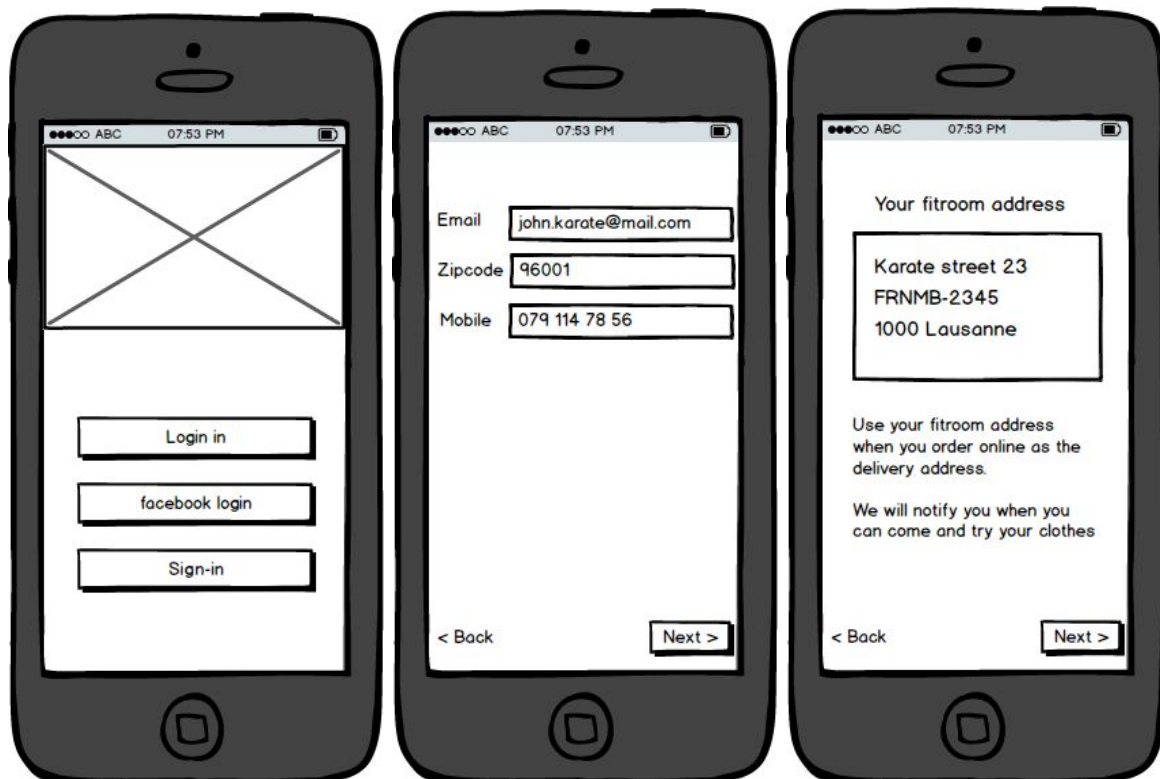 ABC 07:53 PM
Login in
facebook login
Sign-in
ABC 07:53 PM
Email john.karate@mail.com
Zipcode 96001
Mobile 079 114 78 56
< Back Next >
ABC 07:53 PM
Your fitroom address
Karate street 23
FRNMB-2345
1000 Lausanne
Use your fitroom address
when you order online as the
delivery address.
We will notify you when you
can come and try your clothes
< Back Next >